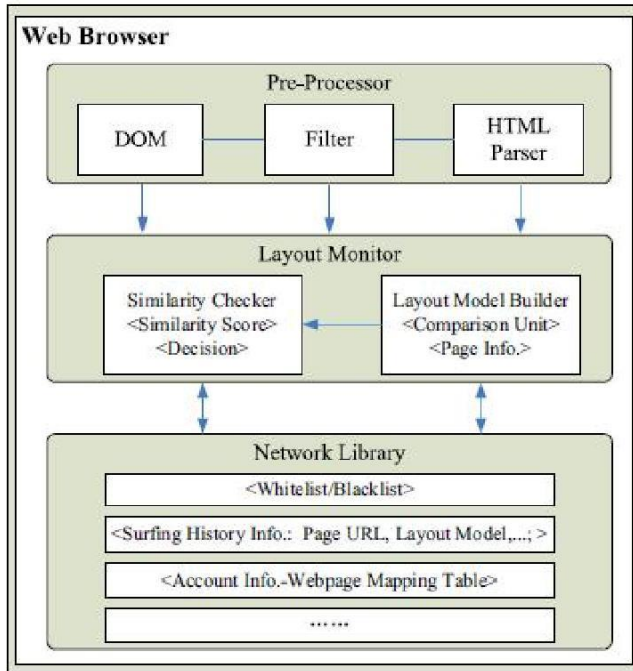 Web Browser
Pre-Processor
DOM
Filter
HTML
Parser
Layout Monitor
Similarity Checker
<Similarity Score>
<Decision>
Layout Model Builder
<Comparison Unit>
<Page Info.>
Network Library
<Whitelist/Blacklist>
<Surfing History Info.: Page URL, Layout Model,...; >
<Account Info.-Webpage Mapping Table>
......